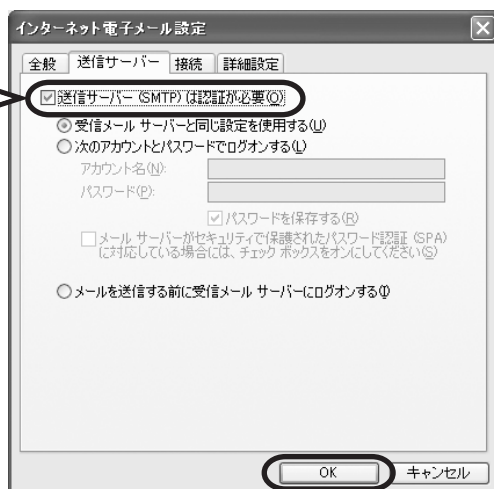 インターネット電子メール設定
全般 送信サーバー 接続 詳細設定
送信サーバー (SMTP) は認証が必要(O)
受信メール サーバーと同じ設定を使用する(U)
次のアカウントとパスワードでログオンする(L)
アカウント名(N):
パスワード(P):
パスワードを保存する(R)
メール サーバーがセキュリティで保護されたパスワード認証 (SPA)
に対応している場合には、チェック ボックスをオンにしてください(S)
メールを送信する前に受信メール サーバーにログオンする(I)
OK キャンセル